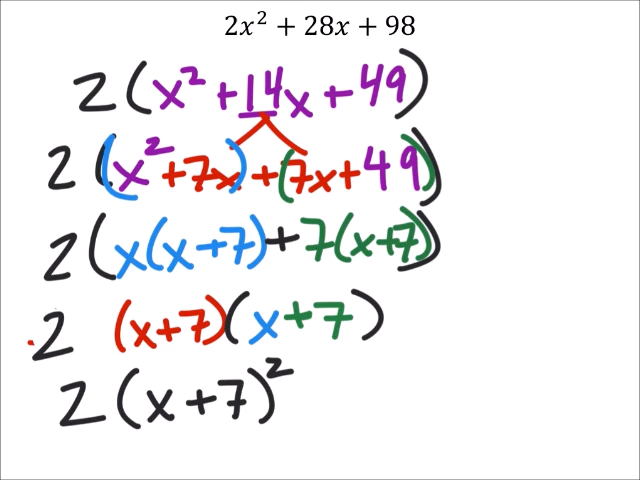 2x² + 28x + 98
2(x² + 14x + 49)
2((x² + 7x) + (7x + 49))
2(x(x + 7) + 7(x + 7))
2 (x + 7)(x + 7)
2(x + 7)²